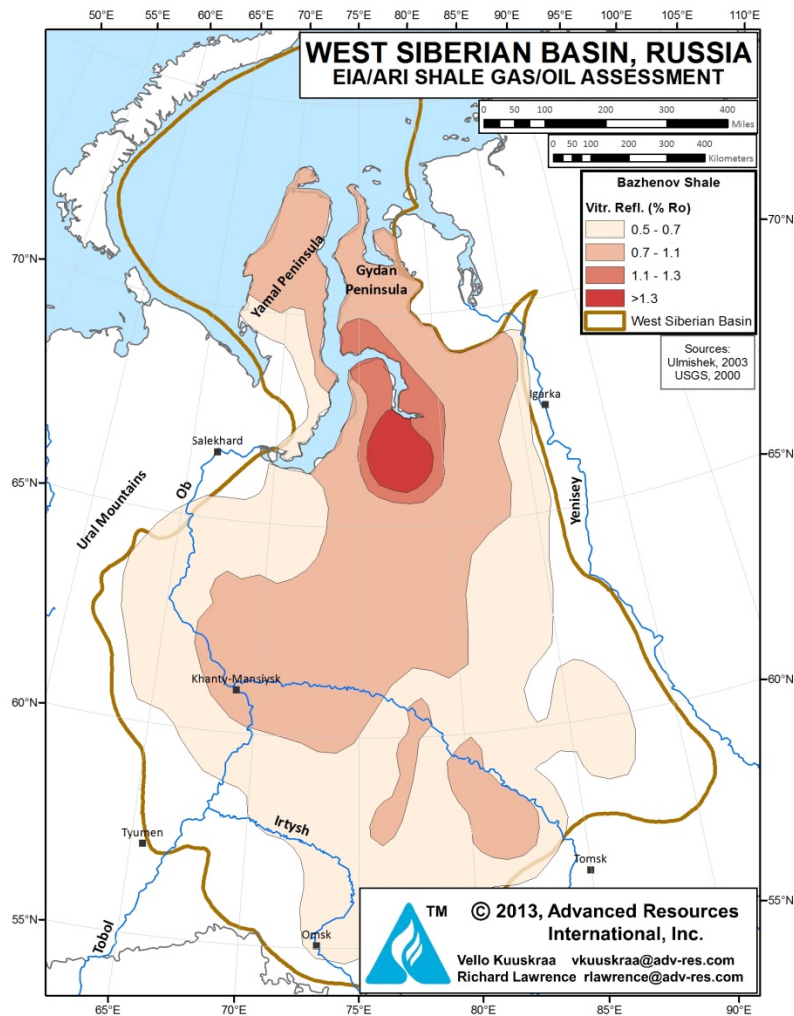 50°E 55°E 60°E 65°E 70°E 75°E 80°E 85°E 90°E 95°E 100°E 105°E 110°E
WEST SIBERIAN BASIN, RUSSIA
EIA/ARI SHALE GAS/OIL ASSESSMENT
0 50 100 200 300 400
Miles
0 50 100 200 300 400
Kilometers
Bazhenov Shale
Vitr. Refl. (% Ro)
0.5 - 0.7
0.7 - 1.1
1.1 - 1.3
>1.3
West Siberian Basin
Sources:
Ulmishek, 2003
USGS, 2000
70°N
70°N
Yamal Peninsula
Gydan
Peninsula
Igarka
Salekhard
65°N
65°N
Ural Mountains
Ob
Yenisey
Khanty-Mansiysk
60°N
60°N
Irtysh
Tyumen
Tomsk
Tobol
Omsk
55°N
55°N
TM
© 2013, Advanced Resources
International, Inc.
Vello Kuuskraa vkuuskraa@adv-res.com
Richard Lawrence rlawrence@adv-res.com
65°E 70°E 75°E 80°E 85°E 90°E